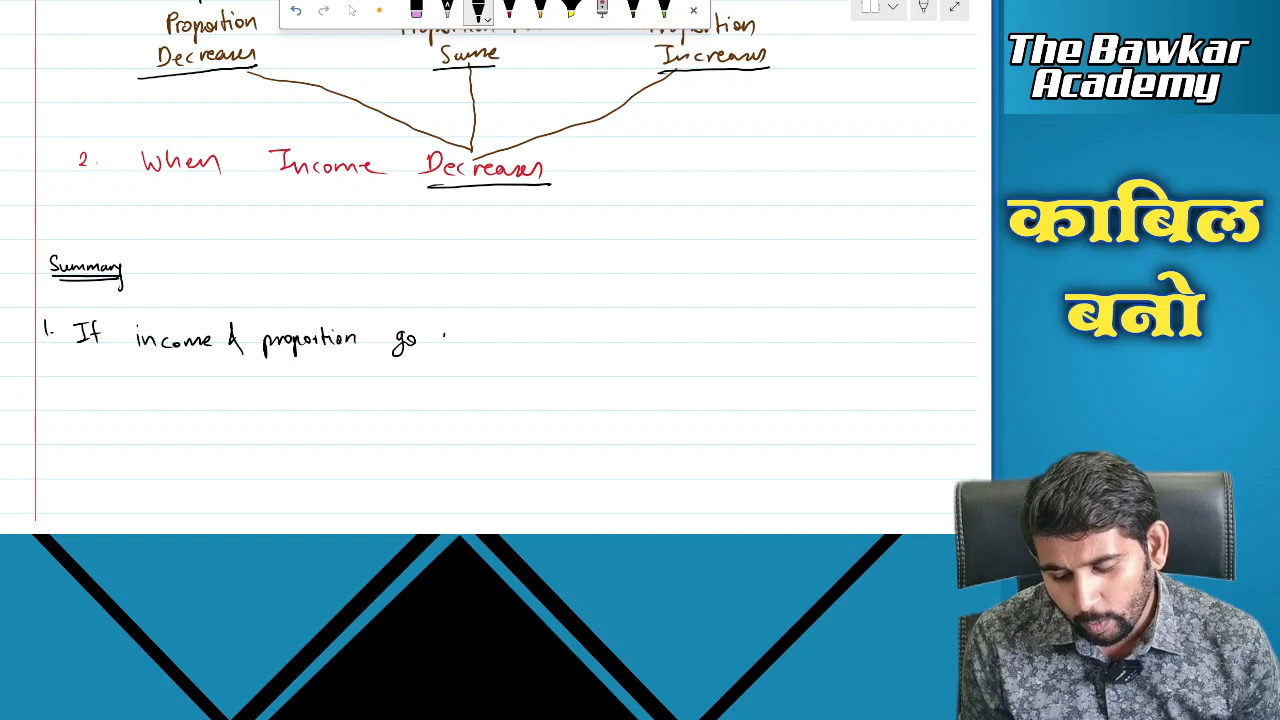 Proportion
Decreases
Same
Increases
2. When Income Decreases
Summary
1. If income & proportion go
The Bawkar
Academy
काबिल
बनो